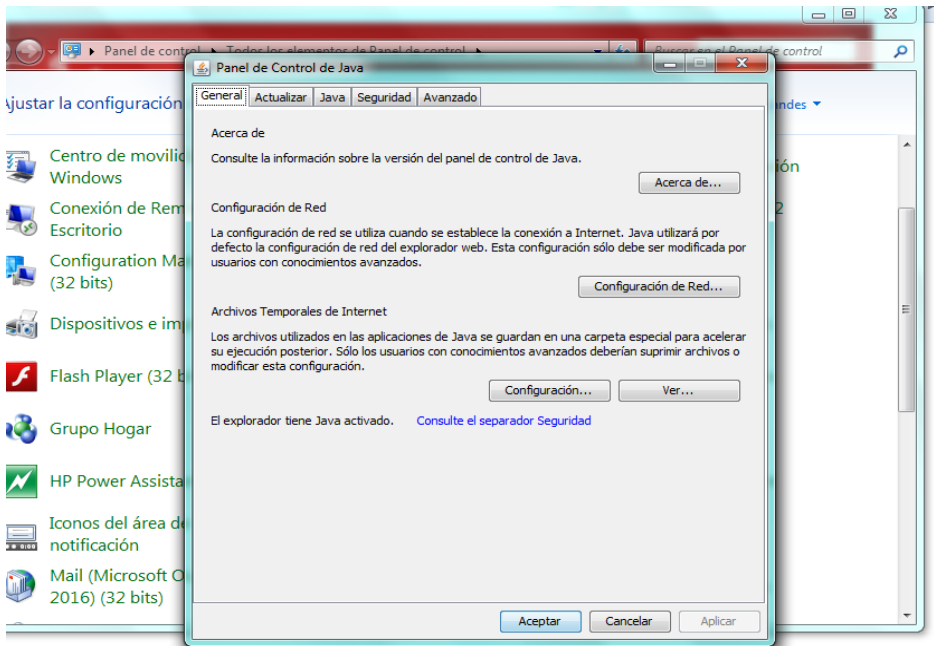 Panel de control ▸ Todos los elementos de Panel de control ▸
Buscar en el Panel de control
Panel de Control de Java
Ajustar la configuración
General Actualizar Java Seguridad Avanzado
Acerca de
Consulte la información sobre la versión del panel de control de Java.
Acerca de...
Configuración de Red
La configuración de red se utiliza cuando se establece la conexión a Internet. Java utilizará por
defecto la configuración de red del explorador web. Esta configuración sólo debe ser modificada por
usuarios con conocimientos avanzados.
Configuración de Red...
Archivos Temporales de Internet
Los archivos utilizados en las aplicaciones de Java se guardan en una carpeta especial para acelerar
su ejecución posterior. Sólo los usuarios con conocimientos avanzados deberían suprimir archivos o
modificar esta configuración.
Configuración... Ver...
El explorador tiene Java activado. Consulte el separador Seguridad
Aceptar Cancelar Aplicar
Centro de movilid
Windows
Conexión de Rem
Escritorio
Configuration Ma
(32 bits)
Dispositivos e im
Flash Player (32 b
Grupo Hogar
HP Power Assista
Iconos del área de
notificación
Mail (Microsoft O
2016) (32 bits)
andes
ión
2